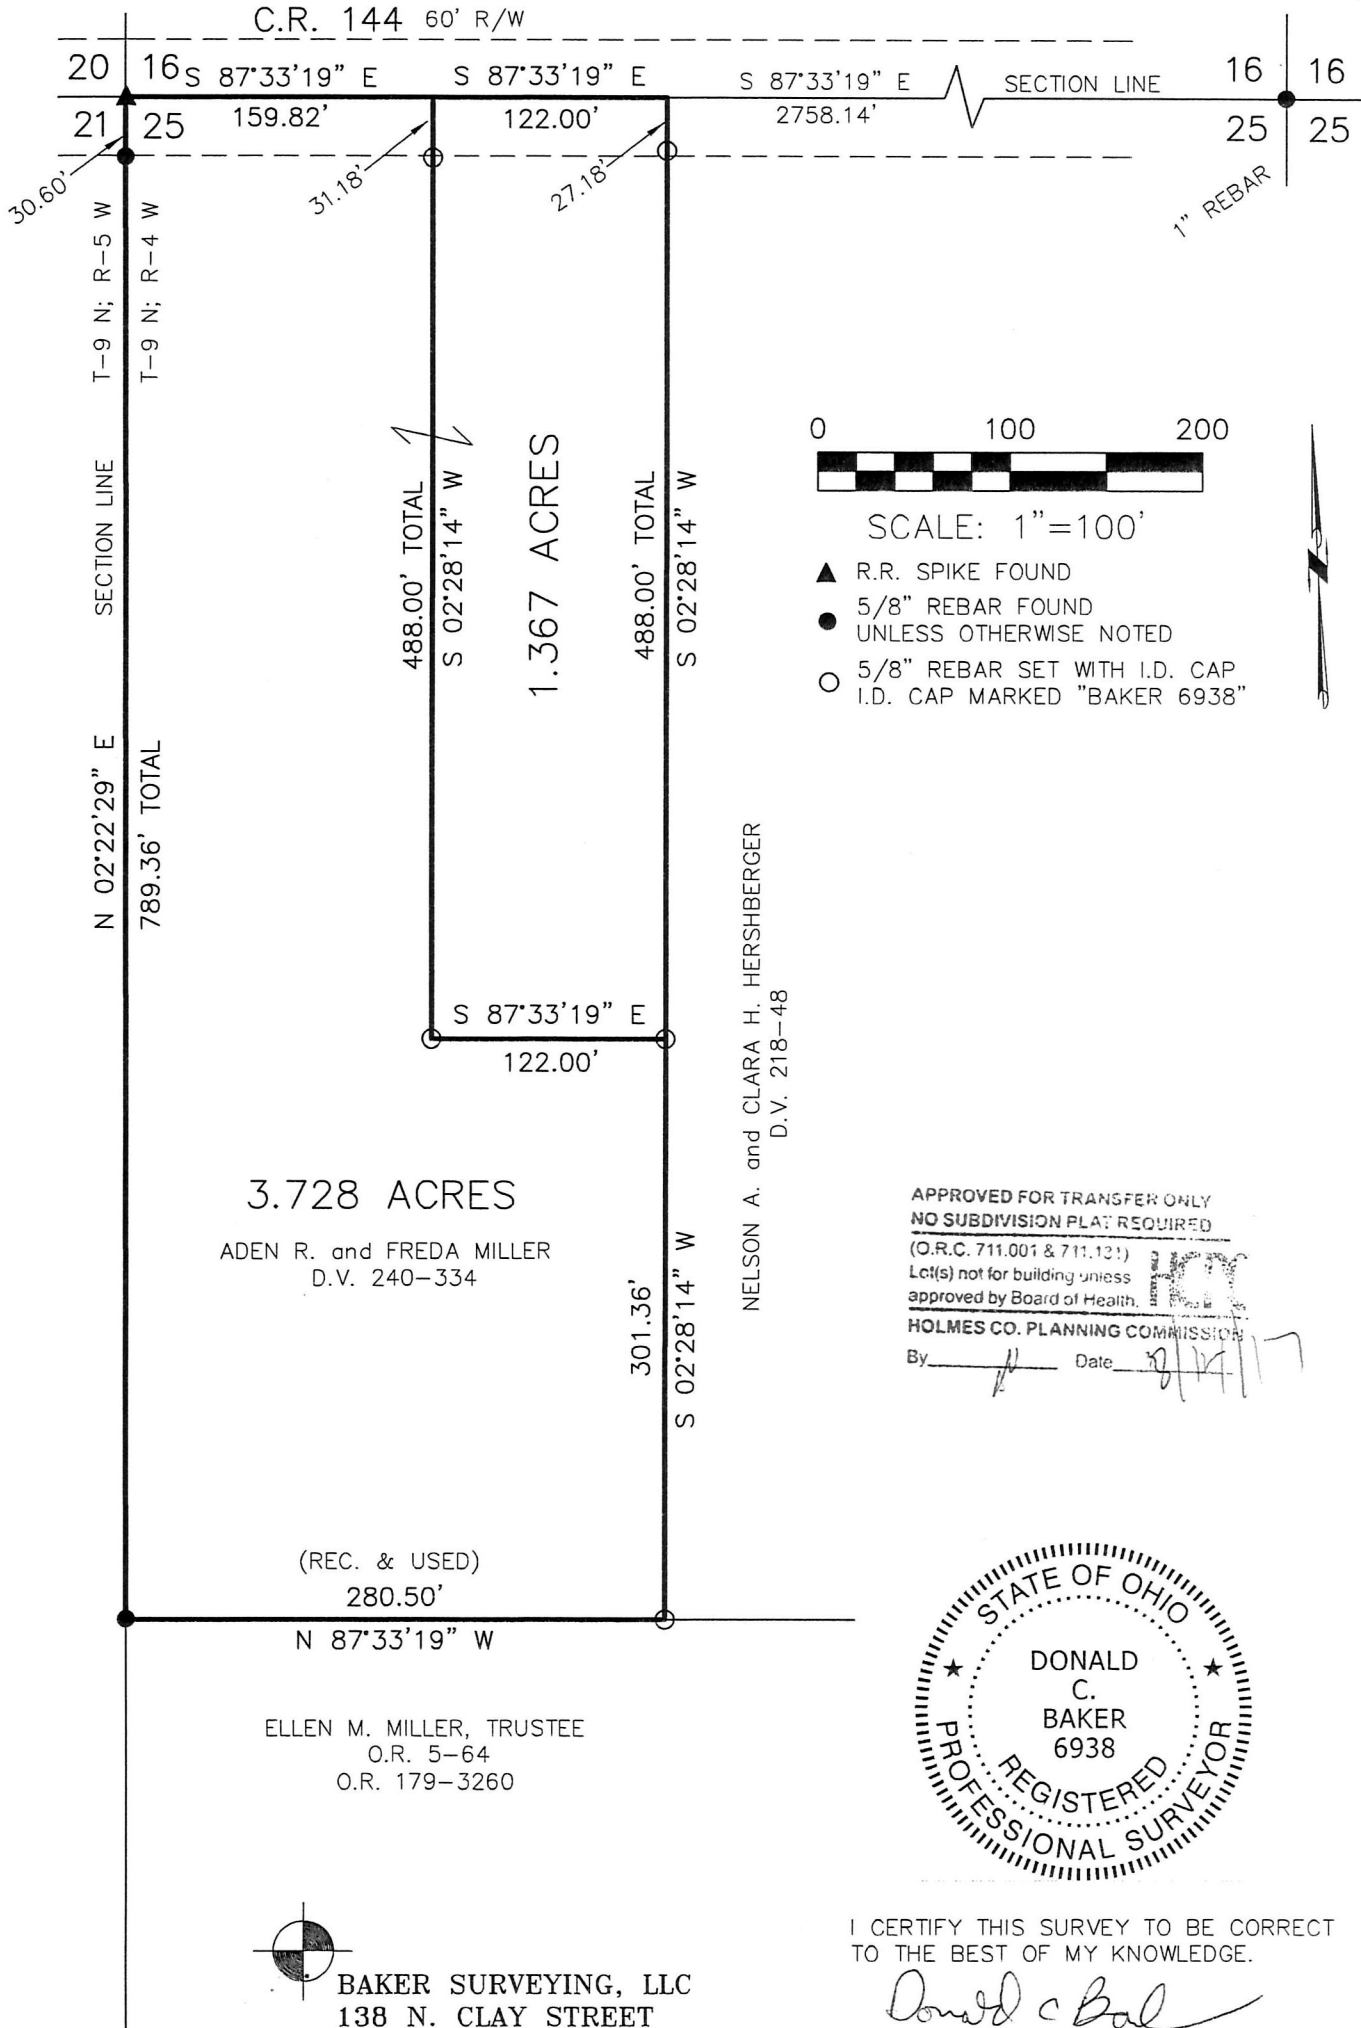 C.R. 144 60' R/W
20 16 S 87°33'19" E S 87°33'19" E S 87°33'19" E SECTION LINE 16 16
21 25 159.82' 122.00' 2758.14' 25 25
30.60' 31.18' 27.18' 1" REBAR
T-9 N; R-5 W
T-9 N; R-4 W
SECTION LINE
N 02°22'29" E
789.36' TOTAL
488.00' TOTAL
S 02°28'14" W
1.367 ACRES
488.00' TOTAL
S 02°28'14" W
0 100 200
SCALE: 1"=100'
R.R. SPIKE FOUND
5/8" REBAR FOUND
UNLESS OTHERWISE NOTED
5/8" REBAR SET WITH I.D. CAP
I.D. CAP MARKED "BAKER 6938"
NELSON A. and CLARA H. HERSHBERGER
D.V. 218-48
S 87°33'19" E
122.00'
3.728 ACRES
ADEN R. and FREDA MILLER
D.V. 240-334
301.36'
S 02°28'14" W
APPROVED FOR TRANSFER ONLY
NO SUBDIVISION PLAT REQUIRED
(O.R.C. 711.001 & 711.131)
Lot(s) not for building unless
approved by Board of Health.
HCPC
HOLMES CO. PLANNING COMMISSION
By Date
(REC. & USED)
280.50'
N 87°33'19" W
ELLEN M. MILLER, TRUSTEE
O.R. 5-64
O.R. 179-3260
STATE OF OHIO
DONALD
C.
BAKER
6938
REGISTERED
PROFESSIONAL SURVEYOR
I CERTIFY THIS SURVEY TO BE CORRECT
TO THE BEST OF MY KNOWLEDGE.
Donald C Bak
BAKER SURVEYING, LLC
138 N. CLAY STREET